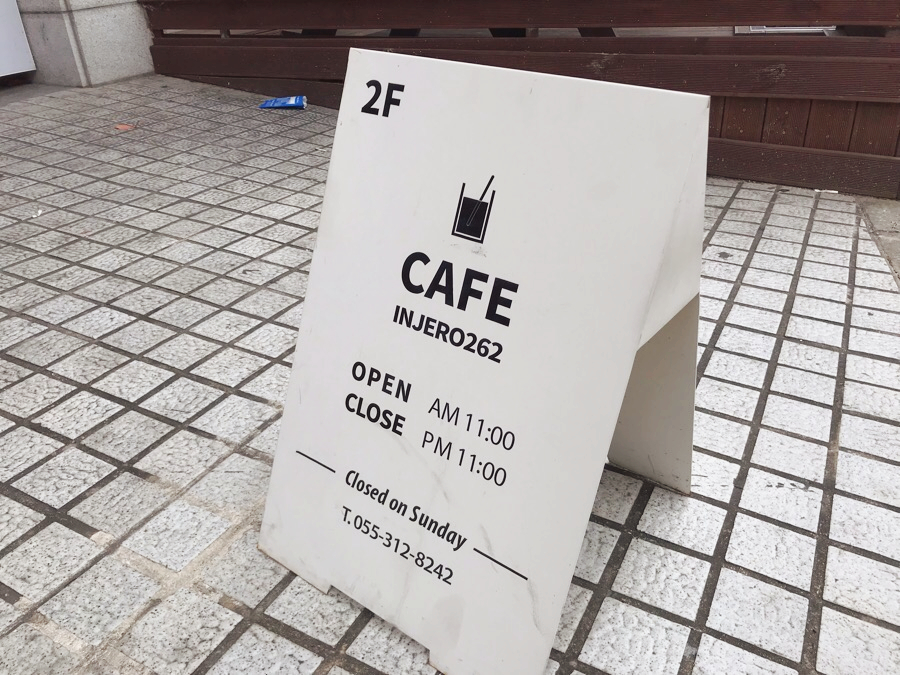 2F
CAFE
INJERO262
OPEN AM 11:00
CLOSE PM 11:00
Closed on Sunday
T. 055-312-8242